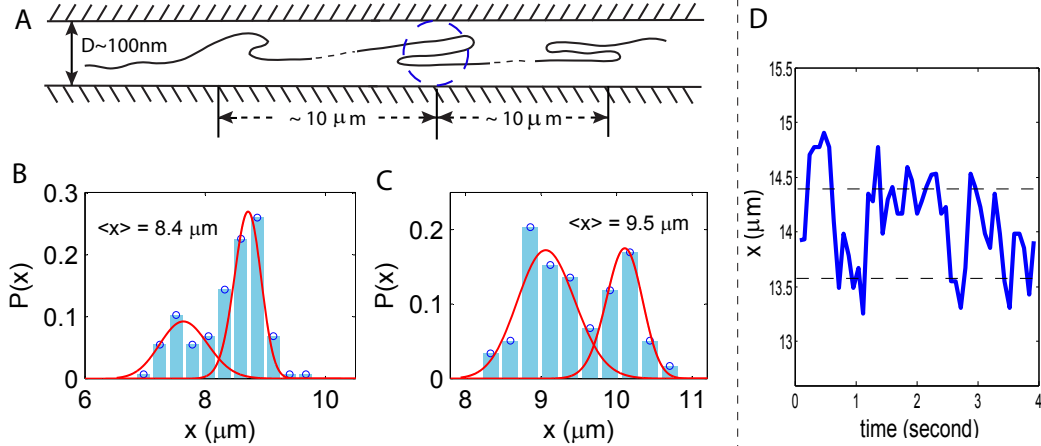 A
D~100nm
~ 10 μm
~ 10 μm
B
<x> = 8.4 μm
P(x)
0.3
0.2
0.1
0
6
8
10
x (μm)
C
<x> = 9.5 μm
P(x)
0.2
0.1
0
8
9
10
11
x (μm)
D
x (μm)
15.5
15
14.5
14
13.5
13
0
1
2
3
4
time (second)